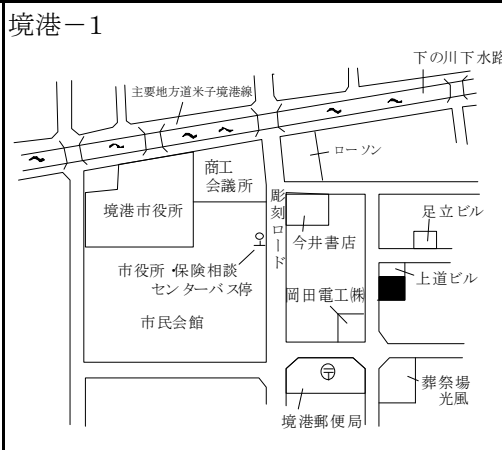 境港－1
下の川下水路
主要地方道米子境港線
商工
会議所
ローソン
彫刻ロード
境港市役所
足立ビル
今井書店
市役所・保険相談
センターバス停
上道ビル
岡田電工㈱
市民会館
〒
葬祭場
光風
境港郵便局